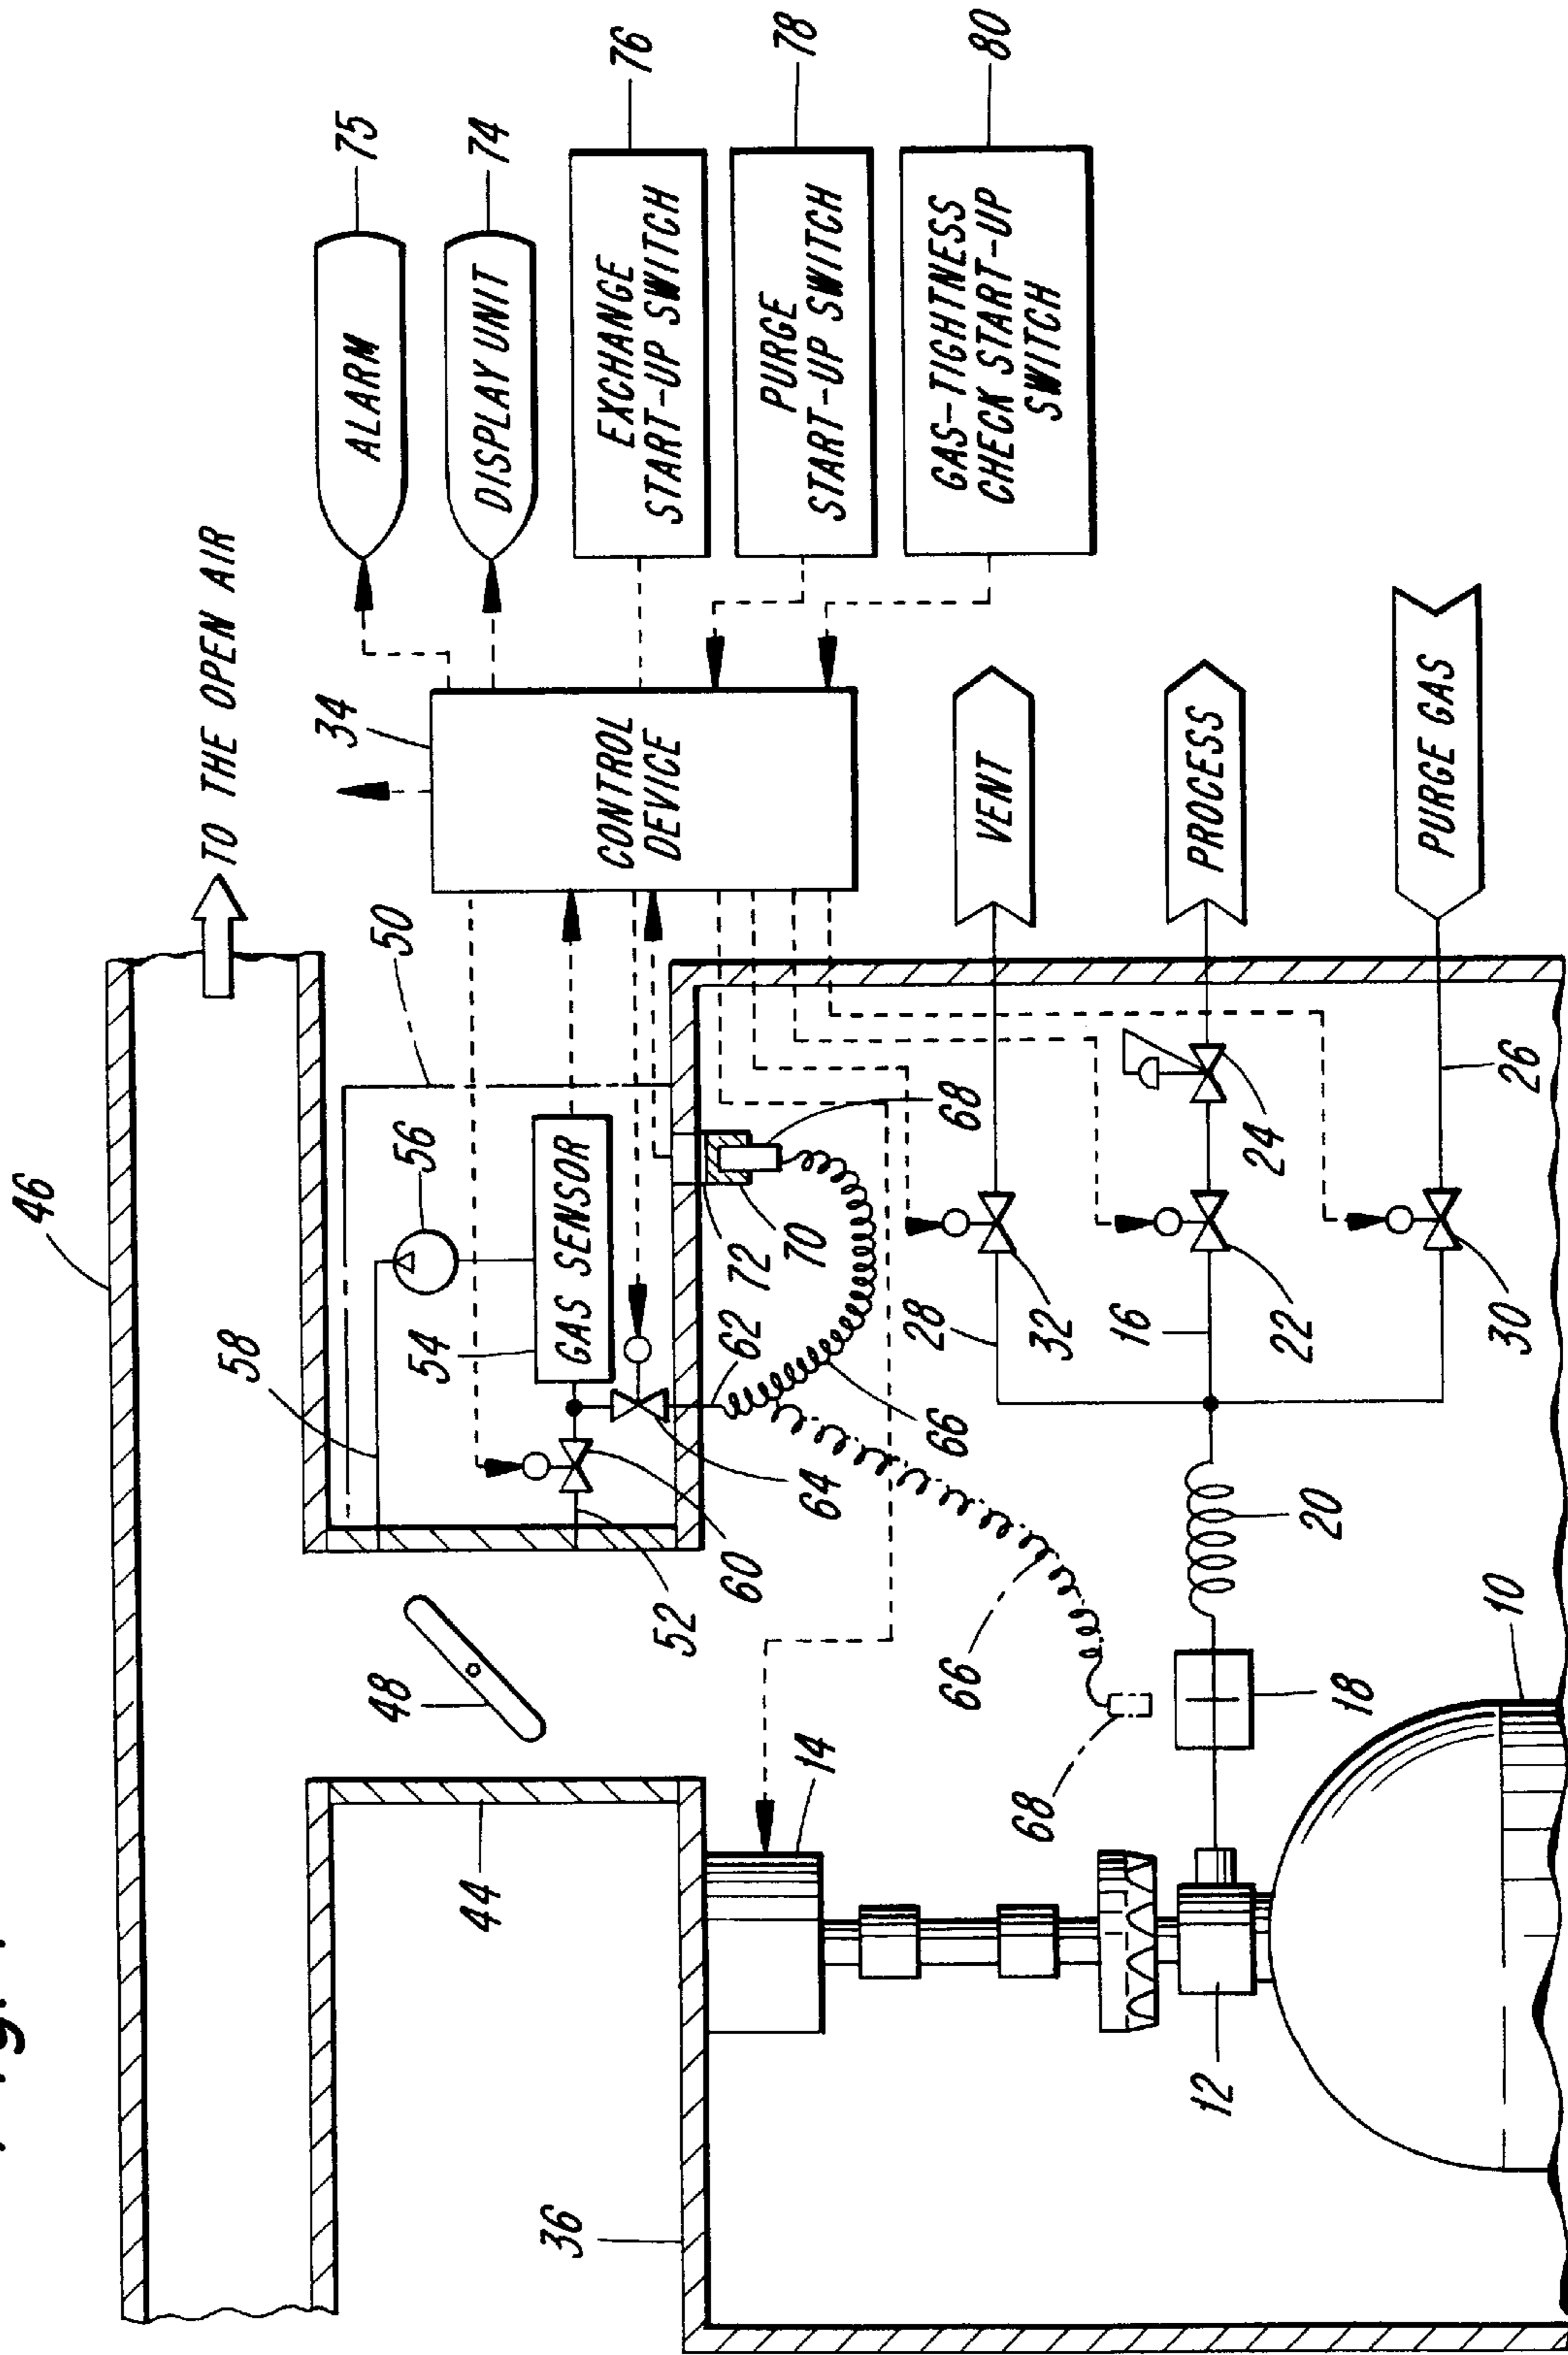 46
TO THE OPEN AIR
58
56
54
GAS SENSOR
50
34
CONTROL
DEVICE
75
ALARM
74
DISPLAY UNIT
76
EXCHANGE
START-UP SWITCH
78
PURGE
START-UP SWITCH
80
GAS-TIGHTNESS
CHECK START-UP
SWITCH
48
44
52
60
64
62
72
70
68
66
66
68
36
14
12
10
18
20
28
32
16
22
24
30
26
VENT
PROCESS
PURGE GAS